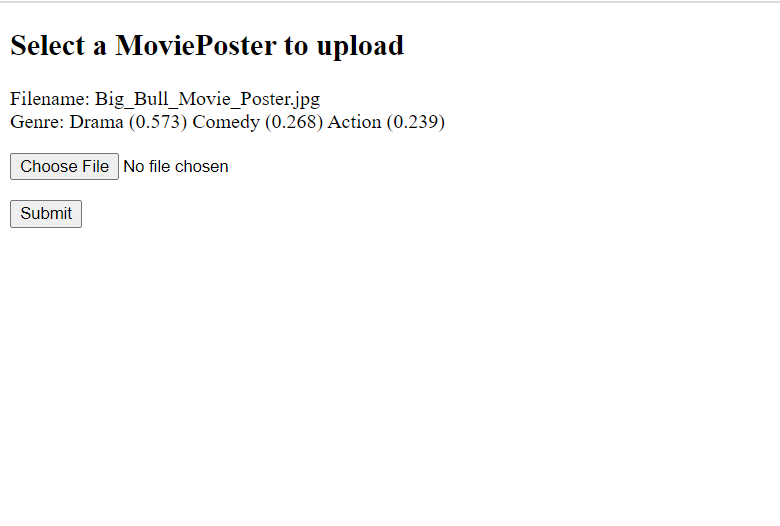 Select a MoviePoster to upload
Filename: Big_Bull_Movie_Poster.jpg
Genre: Drama (0.573) Comedy (0.268) Action (0.239)
Choose File No file chosen
Submit